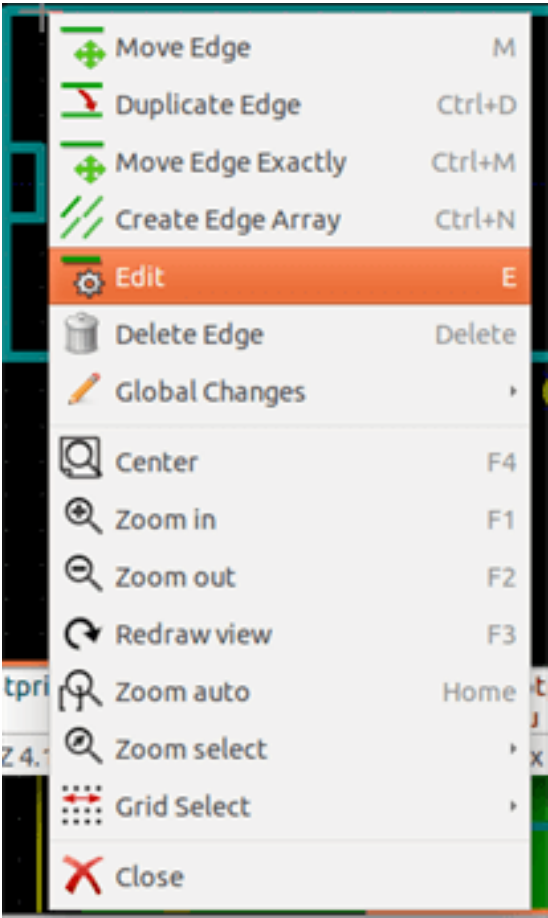 Move Edge M
Duplicate Edge Ctrl+D
Move Edge Exactly Ctrl+M
Create Edge Array Ctrl+N
Edit E
Delete Edge Delete
Global Changes
Center F4
Zoom in F1
Zoom out F2
Redraw view F3
tpri Zoom auto Home
Z 4. Zoom select x
Grid Select
Close